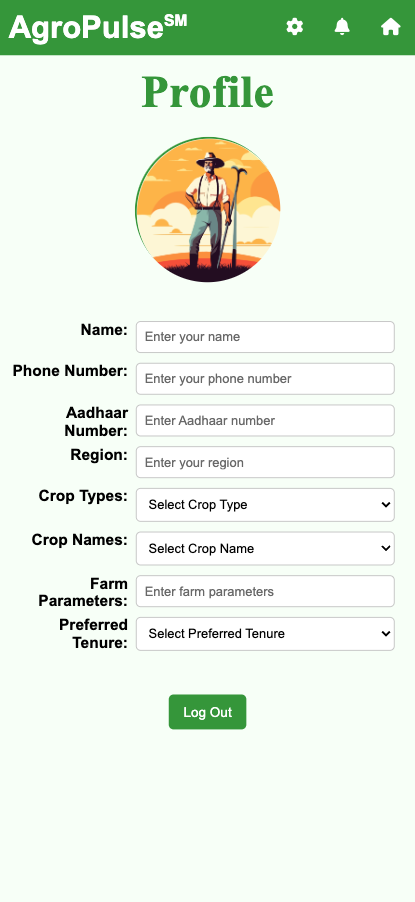 AgroPulse℠
Profile
Name:
Enter your name
Phone Number:
Enter your phone number
Aadhaar
Number:
Enter Aadhaar number
Region:
Enter your region
Crop Types:
Select Crop Type
Crop Names:
Select Crop Name
Farm
Parameters:
Enter farm parameters
Preferred
Tenure:
Select Preferred Tenure
Log Out